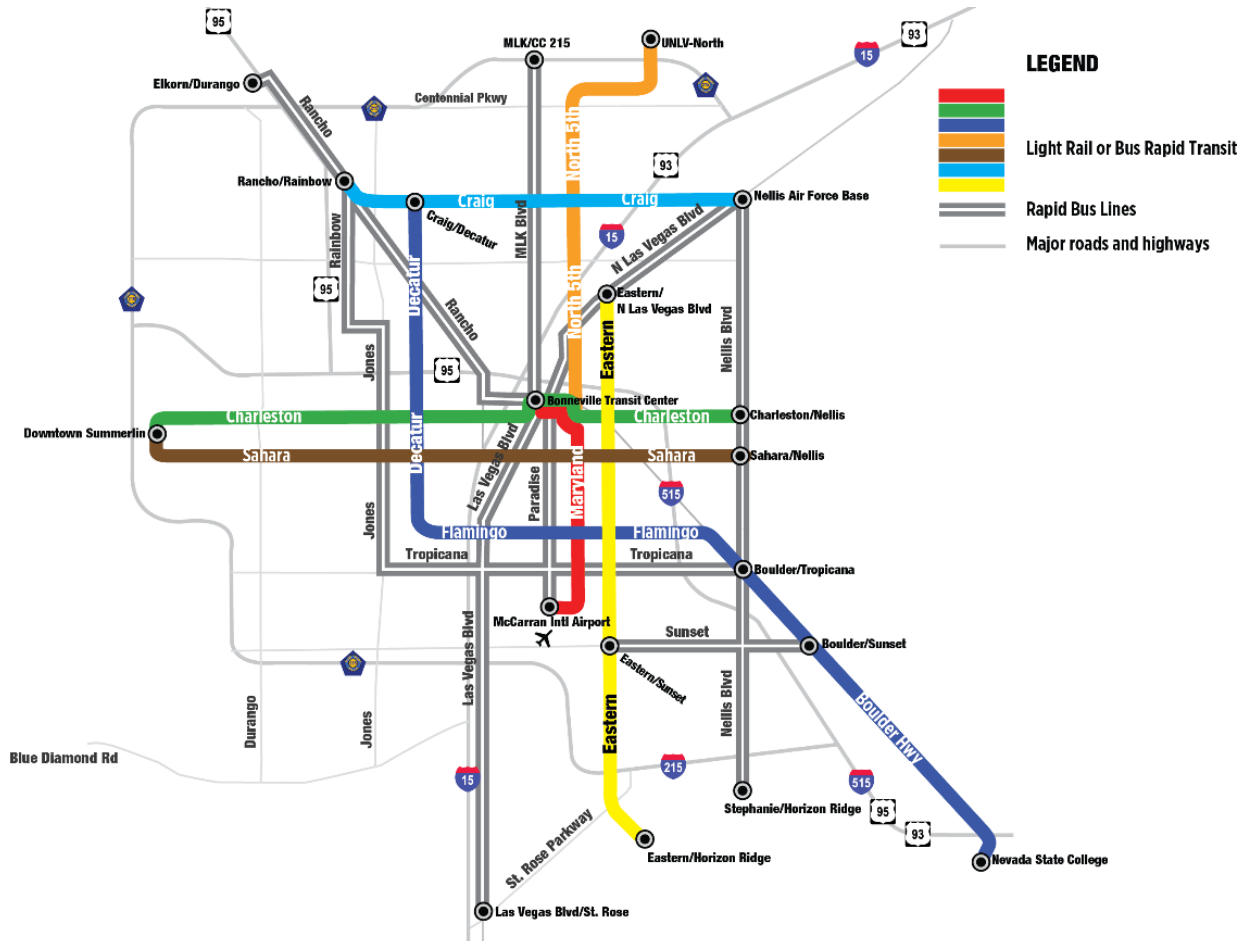 95
MLK/CC 215
UNLV-North
93
15
LEGEND
Elkorn/Durango
Rancho
Centennial Pkwy
North 5th
Light Rail or Bus Rapid Transit
93
Rancho/Rainbow
Craig
Craig
Nellis Air Force Base
Rapid Bus Lines
Craig/Decatur
MLK Blvd
Rainbow
15
N Las Vegas Blvd
Major roads and highways
95
Decatur
Rancho
North 5th
Eastern/
N Las Vegas Blvd
Nellis Blvd
Eastern
Jones
95
Bonneville Transit Center
Charleston
Charleston
Charleston/Nellis
Downtown Summerlin
Decatur
Las Vegas Blvd
Sahara
Sahara
Sahara/Nellis
Maryland
Paradise
515
Jones
Flamingo
Flamingo
Tropicana
Tropicana
Boulder/Tropicana
McCarran Intl Airport
Sunset
Boulder/Sunset
Las Vegas Blvd
Eastern/Sunset
Nellis Blvd
Durango
Jones
Eastern
Boulder Hwy
Blue Diamond Rd
15
215
515
Stephanie/Horizon Ridge
95
93
St. Rose Parkway
Eastern/Horizon Ridge
Nevada State College
Las Vegas Blvd/St. Rose